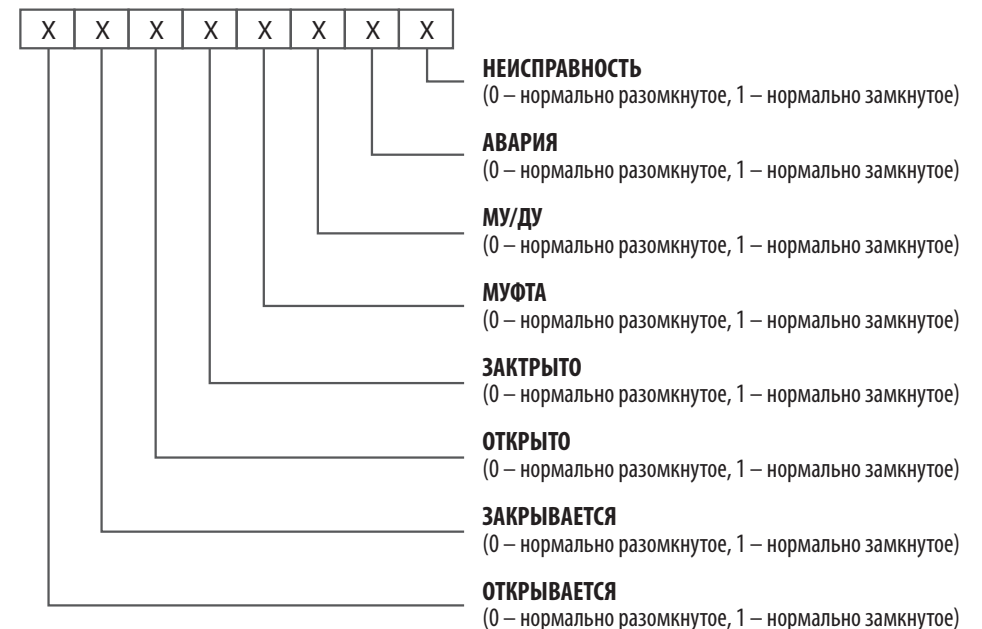 X X X X X X X X
НЕИСПРАВНОСТЬ
(0 – нормально разомкнутое, 1 – нормально замкнутое)
АВАРИЯ
(0 – нормально разомкнутое, 1 – нормально замкнутое)
МУ/ДУ
(0 – нормально разомкнутое, 1 – нормально замкнутое)
МУФТА
(0 – нормально разомкнутое, 1 – нормально замкнутое)
ЗАКТРЫТО
(0 – нормально разомкнутое, 1 – нормально замкнутое)
ОТКРЫТО
(0 – нормально разомкнутое, 1 – нормально замкнутое)
ЗАКРЫВАЕТСЯ
(0 – нормально разомкнутое, 1 – нормально замкнутое)
ОТКРЫВАЕТСЯ
(0 – нормально разомкнутое, 1 – нормально замкнутое)